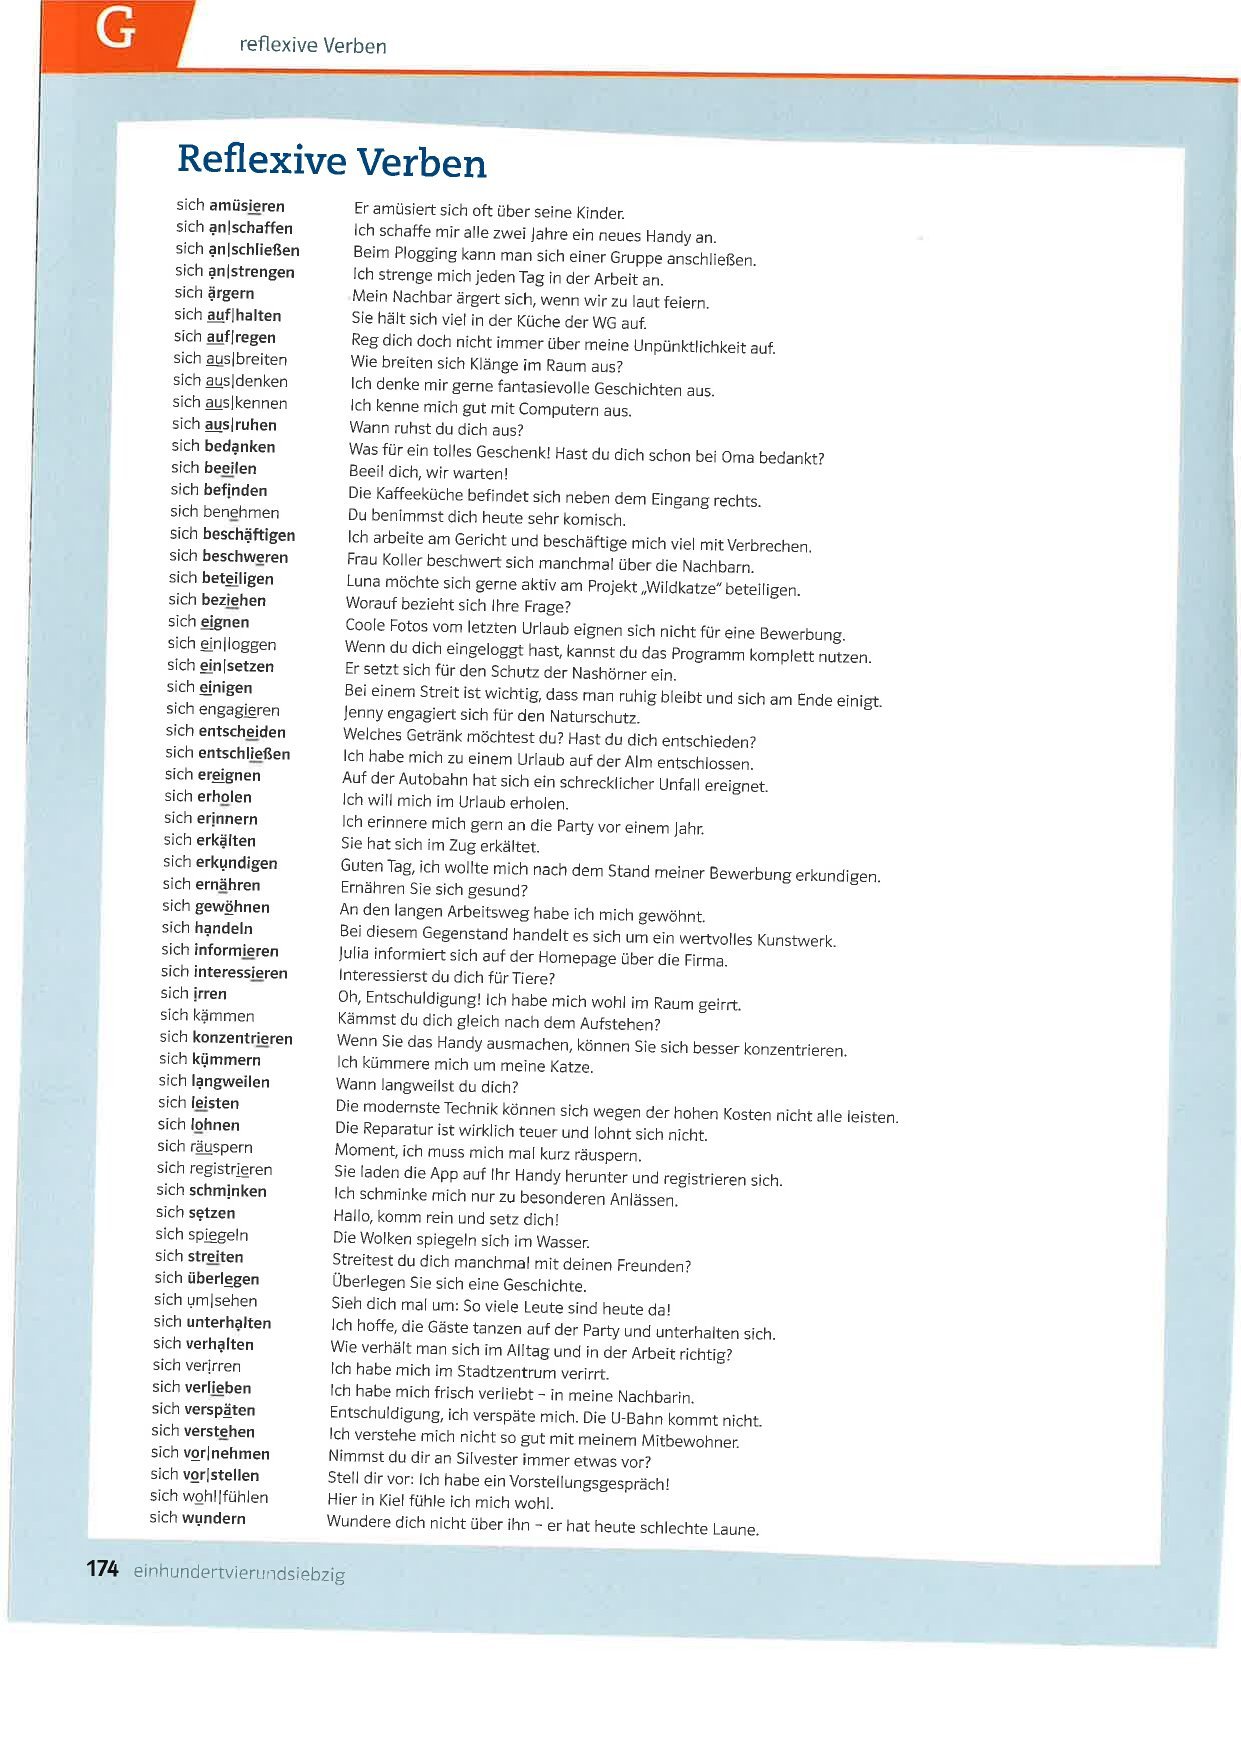 G
reflexive Verben
Reflexive Verben
sich amüsieren Er amüsiert sich oft über seine Kinder.
sich an|schaffen Ich schaffe mir alle zwei Jahre ein neues Handy an.
sich an|schließen Beim Plogging kann man sich einer Gruppe anschließen.
sich an|strengen Ich strenge mich jeden Tag in der Arbeit an.
sich ärgern Mein Nachbar ärgert sich, wenn wir zu laut feiern.
sich auf|halten Sie hält sich viel in der Küche der WG auf.
sich auf|regen Reg dich doch nicht immer über meine Unpünktlichkeit auf.
sich aus|breiten Wie breiten sich Klänge im Raum aus?
sich aus|denken Ich denke mir gerne fantasievolle Geschichten aus.
sich aus|kennen Ich kenne mich gut mit Computern aus.
sich aus|ruhen Wann ruhst du dich aus?
sich bedanken Was für ein tolles Geschenk! Hast du dich schon bei Oma bedankt?
sich beeilen Beeil dich, wir warten!
sich befinden Die Kaffeeküche befindet sich neben dem Eingang rechts.
sich benehmen Du benimmst dich heute sehr komisch.
sich beschäftigen Ich arbeite am Gericht und beschäftige mich viel mit Verbrechen.
sich beschweren Frau Koller beschwert sich manchmal über die Nachbarn.
sich beteiligen Luna möchte sich gerne aktiv am Projekt „Wildkatze“ beteiligen.
sich beziehen Worauf bezieht sich Ihre Frage?
sich eignen Coole Fotos vom letzten Urlaub eignen sich nicht für eine Bewerbung.
sich ein|loggen Wenn du dich eingeloggt hast, kannst du das Programm komplett nutzen.
sich ein|setzen Er setzt sich für den Schutz der Nashörner ein.
sich einigen Bei einem Streit ist wichtig, dass man ruhig bleibt und sich am Ende einigt.
sich engagieren Jenny engagiert sich für den Naturschutz.
sich entscheiden Welches Getränk möchtest du? Hast du dich entschieden?
sich entschließen Ich habe mich zu einem Urlaub auf der Alm entschlossen.
sich ereignen Auf der Autobahn hat sich ein schrecklicher Unfall ereignet.
sich erholen Ich will mich im Urlaub erholen.
sich erinnern Ich erinnere mich gern an die Party vor einem Jahr.
sich erkälten Sie hat sich im Zug erkältet.
sich erkundigen Guten Tag, ich wollte mich nach dem Stand meiner Bewerbung erkundigen.
sich ernähren Ernähren Sie sich gesund?
sich gewöhnen An den langen Arbeitsweg habe ich mich gewöhnt.
sich handeln Bei diesem Gegenstand handelt es sich um ein wertvolles Kunstwerk.
sich informieren Julia informiert sich auf der Homepage über die Firma.
sich interessieren Interessierst du dich für Tiere?
sich irren Oh, Entschuldigung! Ich habe mich wohl im Raum geirrt.
sich kämmen Kämmst du dich gleich nach dem Aufstehen?
sich konzentrieren Wenn Sie das Handy ausmachen, können Sie sich besser konzentrieren.
sich kümmern Ich kümmere mich um meine Katze.
sich langweilen Wann langweilst du dich?
sich leisten Die modernste Technik können sich wegen der hohen Kosten nicht alle leisten.
sich lohnen Die Reparatur ist wirklich teuer und lohnt sich nicht.
sich räuspern Moment, ich muss mich mal kurz räuspern.
sich registrieren Sie laden die App auf Ihr Handy herunter und registrieren sich.
sich schminken Ich schminke mich nur zu besonderen Anlässen.
sich setzen Hallo, komm rein und setz dich!
sich spiegeln Die Wolken spiegeln sich im Wasser.
sich streiten Streitest du dich manchmal mit deinen Freunden?
sich überlegen Überlegen Sie sich eine Geschichte.
sich um|sehen Sieh dich mal um: So viele Leute sind heute da!
sich unterhalten Ich hoffe, die Gäste tanzen auf der Party und unterhalten sich.
sich verhalten Wie verhält man sich im Alltag und in der Arbeit richtig?
sich verirren Ich habe mich im Stadtzentrum verirrt.
sich verlieben Ich habe mich frisch verliebt – in meine Nachbarin.
sich verspäten Entschuldigung, ich verspäte mich. Die U-Bahn kommt nicht.
sich verstehen Ich verstehe mich nicht so gut mit meinem Mitbewohner.
sich vor|nehmen Nimmst du dir an Silvester immer etwas vor?
sich vor|stellen Stell dir vor: Ich habe ein Vorstellungsgespräch!
sich wohl|fühlen Hier in Kiel fühle ich mich wohl.
sich wundern Wundere dich nicht über ihn – er hat heute schlechte Laune.
174 einhundertvierundsiebzig